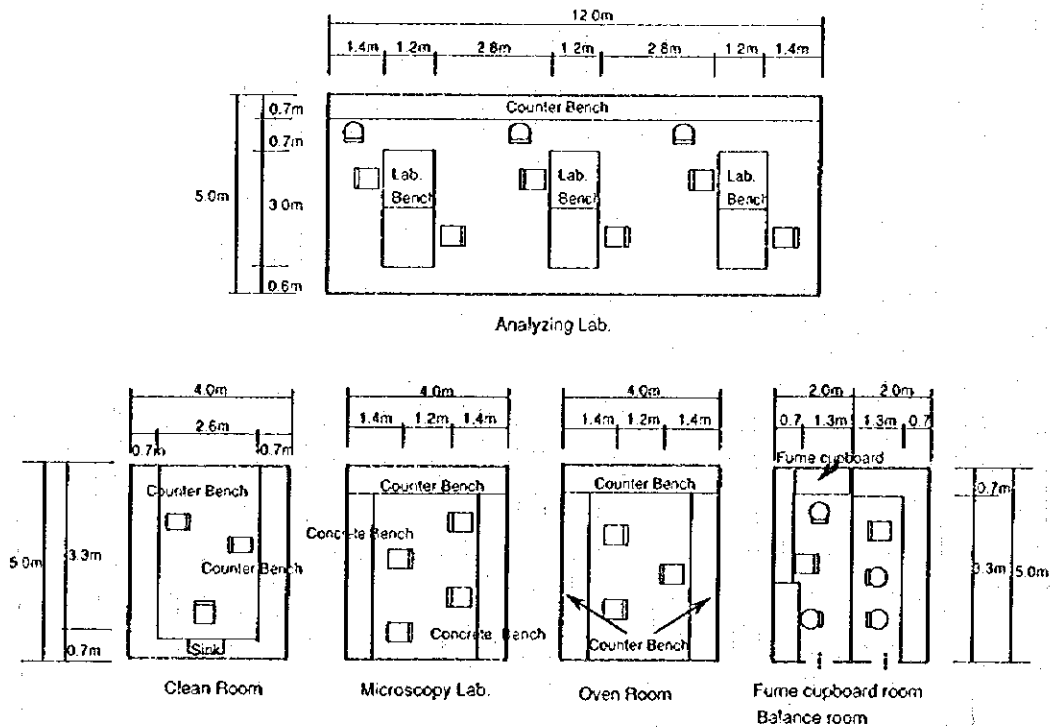 12.0m
1.4m 1.2m 2.8m 1.2m 2.8m 1.2m 1.4m
0.7m
Counter Bench
0.7m
5.0m
3.0m
Lab.
Bench
Lab.
Bench
Lab.
Bench
0.6m
Analyzing Lab.
4.0m
2.6m
0.7m 0.7m
Counter Bench
Counter Bench
5.0m
3.3m
0.7m
Sink
Clean Room
4.0m
1.4m 1.2m 1.4m
Counter Bench
Concrete Bench
Concrete Bench
Microscopy Lab.
4.0m
1.4m 1.2m 1.4m
Counter Bench
Counter Bench
Oven Room
2.0m 2.0m
0.7 1.3m 1.3m 0.7
Fume cupboard
0.7m
3.3m 5.0m
Fume cupboard room
Balance room